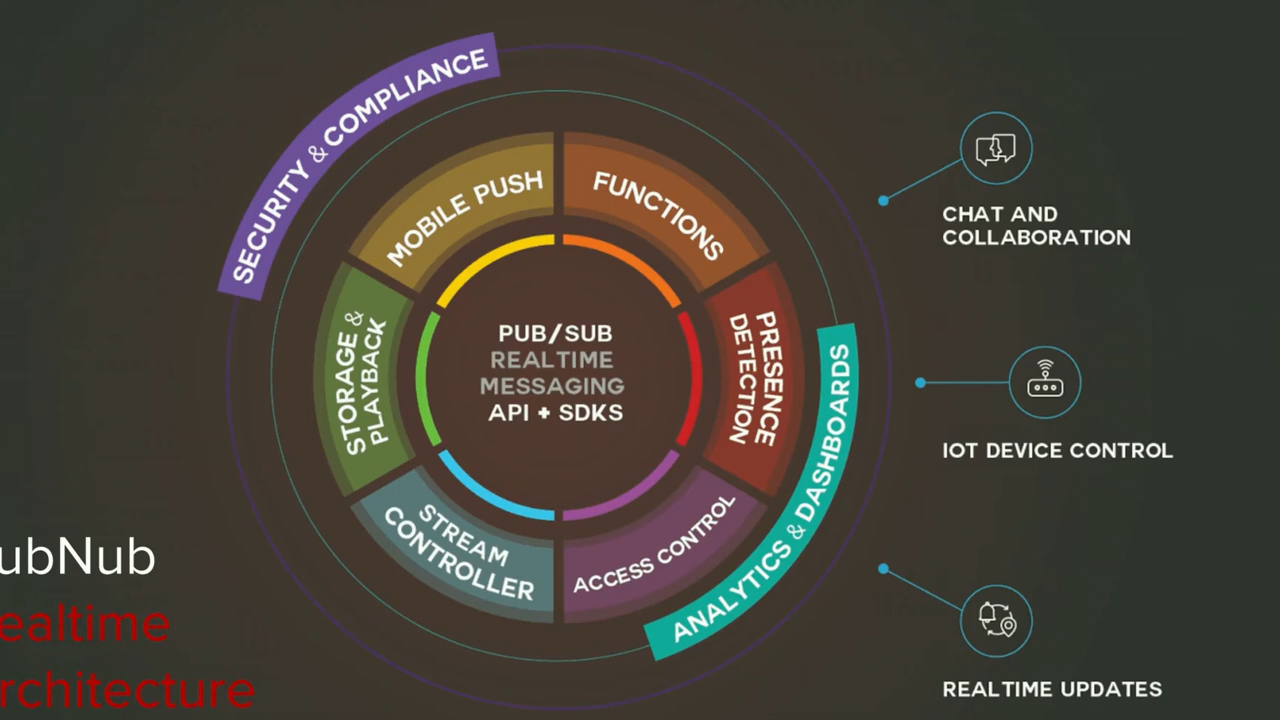 SECURITY & COMPLIANCE
MOBILE PUSH
FUNCTIONS
STORAGE &
PLAYBACK
PUB/SUB
REALTIME
MESSAGING
API + SDKS
PRESENCE
DETECTION
STREAM
CONTROLLER
ACCESS CONTROL
ANALYTICS & DASHBOARDS
CHAT AND
COLLABORATION
IOT DEVICE CONTROL
REALTIME UPDATES
ubNub
ealtime
rchitecture